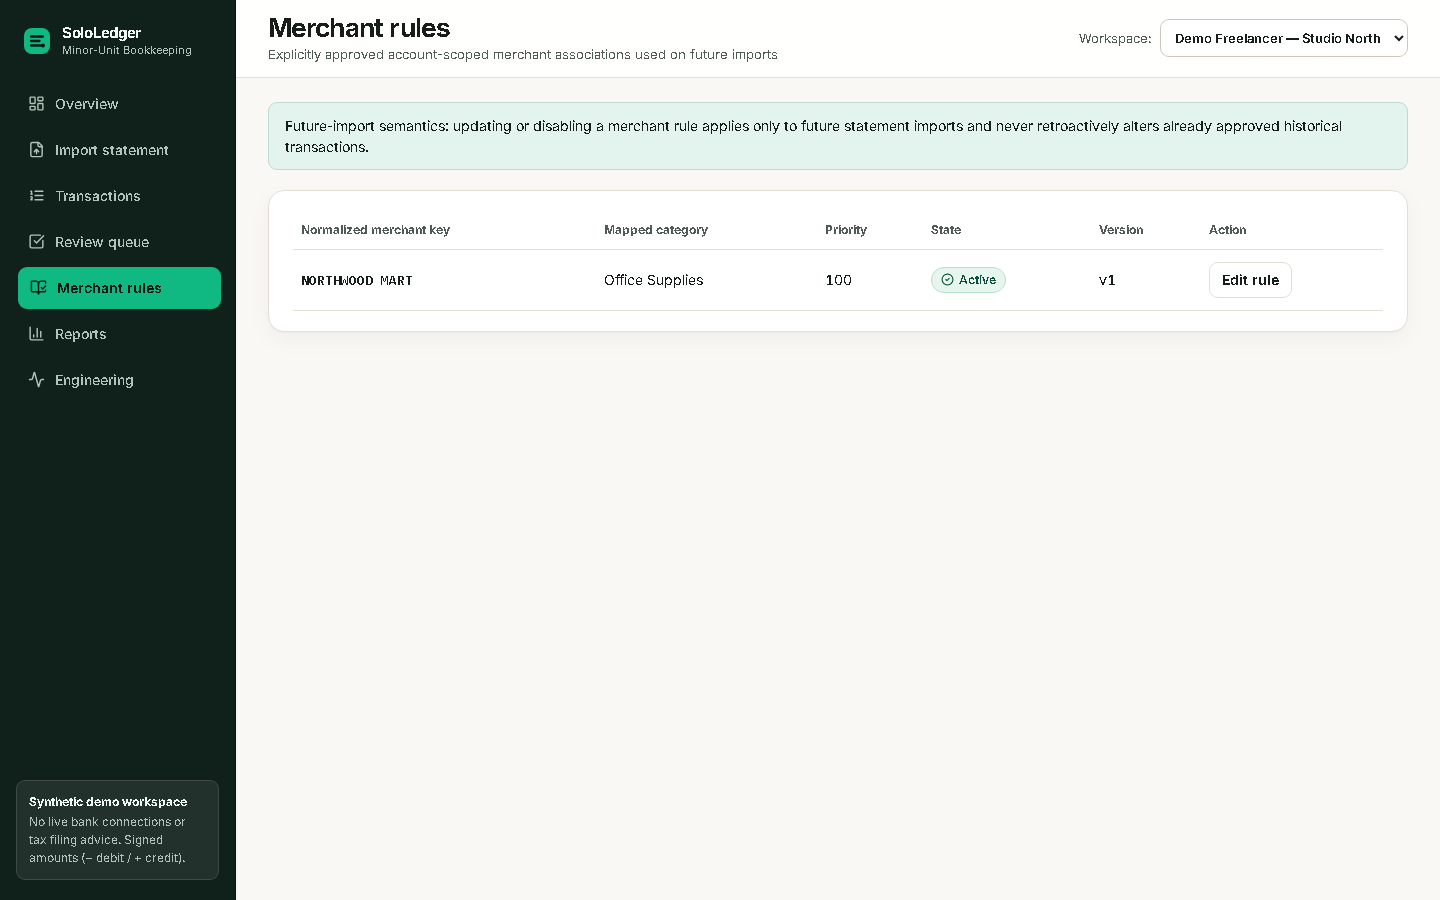 SoloLedger
Minor-Unit Bookkeeping
Overview
Import statement
Transactions
Review queue
Merchant rules
Reports
Engineering
Synthetic demo workspace
No live bank connections or
tax filing advice. Signed
amounts (− debit / + credit).
Merchant rules
Explicitly approved account-scoped merchant associations used on future imports
Workspace: Demo Freelancer — Studio North
Future-import semantics: updating or disabling a merchant rule applies only to future statement imports and never retroactively alters already approved historical
transactions.
Normalized merchant key Mapped category Priority State Version Action
NORTHWOOD MART Office Supplies 100 Active v1 Edit rule